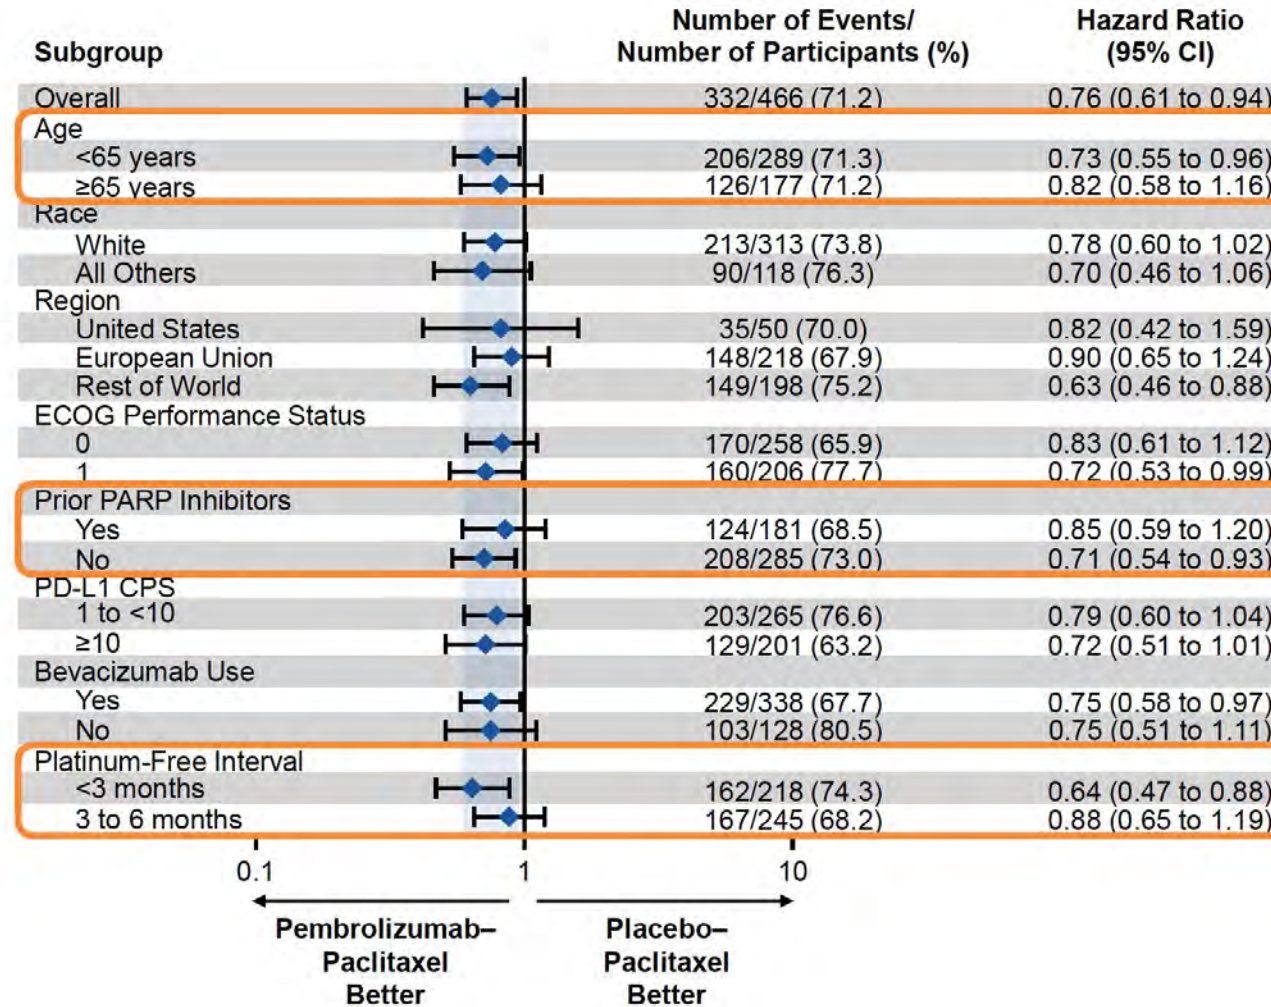 Subgroup Number of Events/ Number of Participants (%) Hazard Ratio (95% CI)
Overall 332/466 (71.2) 0.76 (0.61 to 0.94)
Age
<65 years 206/289 (71.3) 0.73 (0.55 to 0.96)
≥65 years 126/177 (71.2) 0.82 (0.58 to 1.16)
Race
White 213/313 (73.8) 0.78 (0.60 to 1.02)
All Others 90/118 (76.3) 0.70 (0.46 to 1.06)
Region
United States 35/50 (70.0) 0.82 (0.42 to 1.59)
European Union 148/218 (67.9) 0.90 (0.65 to 1.24)
Rest of World 149/198 (75.2) 0.63 (0.46 to 0.88)
ECOG Performance Status
0 170/258 (65.9) 0.83 (0.61 to 1.12)
1 160/206 (77.7) 0.72 (0.53 to 0.99)
Prior PARP Inhibitors
Yes 124/181 (68.5) 0.85 (0.59 to 1.20)
No 208/285 (73.0) 0.71 (0.54 to 0.93)
PD-L1 CPS
1 to <10 203/265 (76.6) 0.79 (0.60 to 1.04)
≥10 129/201 (63.2) 0.72 (0.51 to 1.01)
Bevacizumab Use
Yes 229/338 (67.7) 0.75 (0.58 to 0.97)
No 103/128 (80.5) 0.75 (0.51 to 1.11)
Platinum-Free Interval
<3 months 162/218 (74.3) 0.64 (0.47 to 0.88)
3 to 6 months 167/245 (68.2) 0.88 (0.65 to 1.19)
0.1 1 10
Pembrolizumab– Placebo–
Paclitaxel Paclitaxel
Better Better